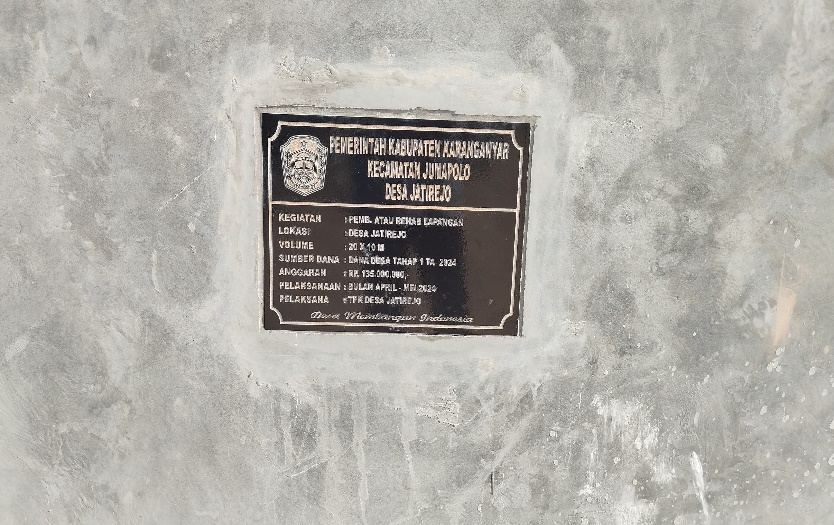 PEMERINTAH KABUPATEN KARANGANYAR
KECAMATAN JUMAPOLO
DESA JATIREJO
KEGIATAN : PEMB. ATAU REHAB LAPANGAN
LOKASI : DESA JATIREJO
VOLUME : 20 X 10 M
SUMBER DANA : DANA DESA TAHAP 1 TA 2024
ANGGARAN : RP. 135.000.000,-
PELAKSANAAN : BULAN APRIL - MEI 2024
PELAKSANA : TPK DESA JATIREJO
Desa Membangun Indonesia